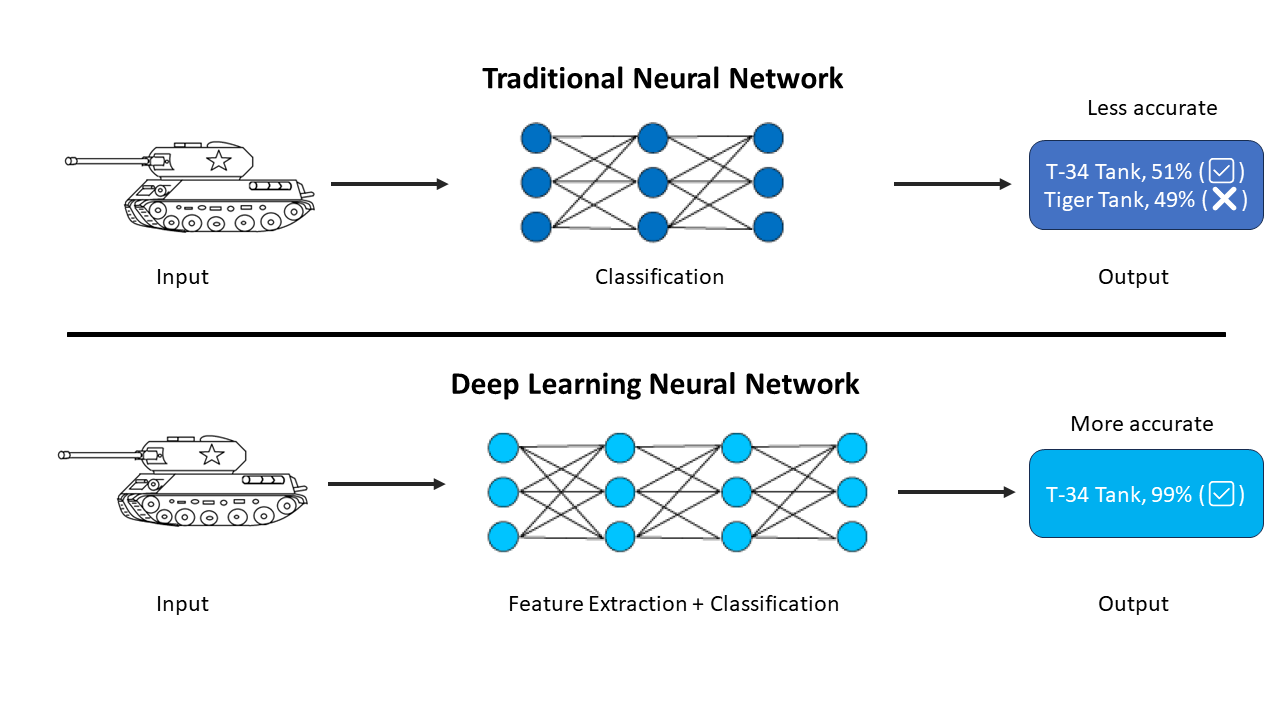 Traditional Neural Network
Less accurate
T-34 Tank, 51% (☑)
Tiger Tank, 49% (❌)
Input
Classification
Output
Deep Learning Neural Network
More accurate
T-34 Tank, 99% (☑)
Input
Feature Extraction + Classification
Output